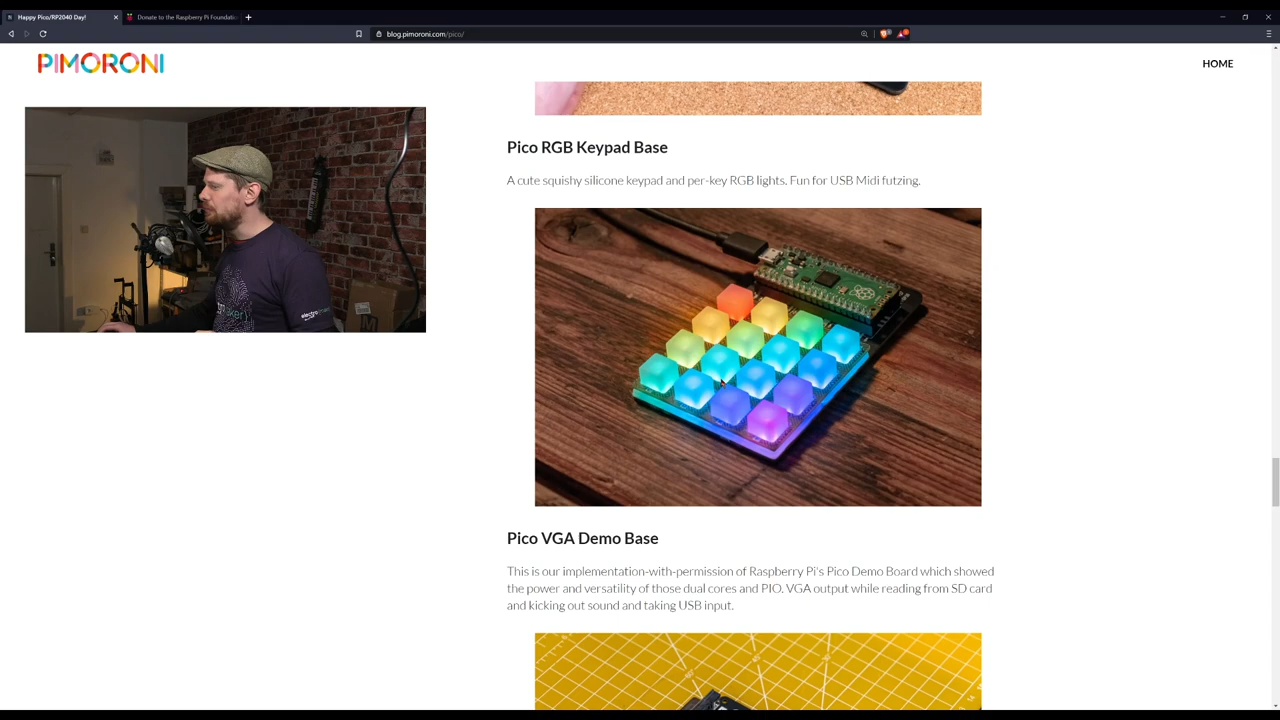 Happy Pico/RP2040 Day!
Donate to the Raspberry Pi Foundatio
blog.pimoroni.com/pico/
PIMORONI
HOME
Pico RGB Keypad Base
A cute squishy silicone keypad and per-key RGB lights. Fun for USB Midi futzing.
Pico VGA Demo Base
This is our implementation-with-permission of Raspberry Pi's Pico Demo Board which showed
the power and versatility of those dual cores and PIO. VGA output while reading from SD card
and kicking out sound and taking USB input.